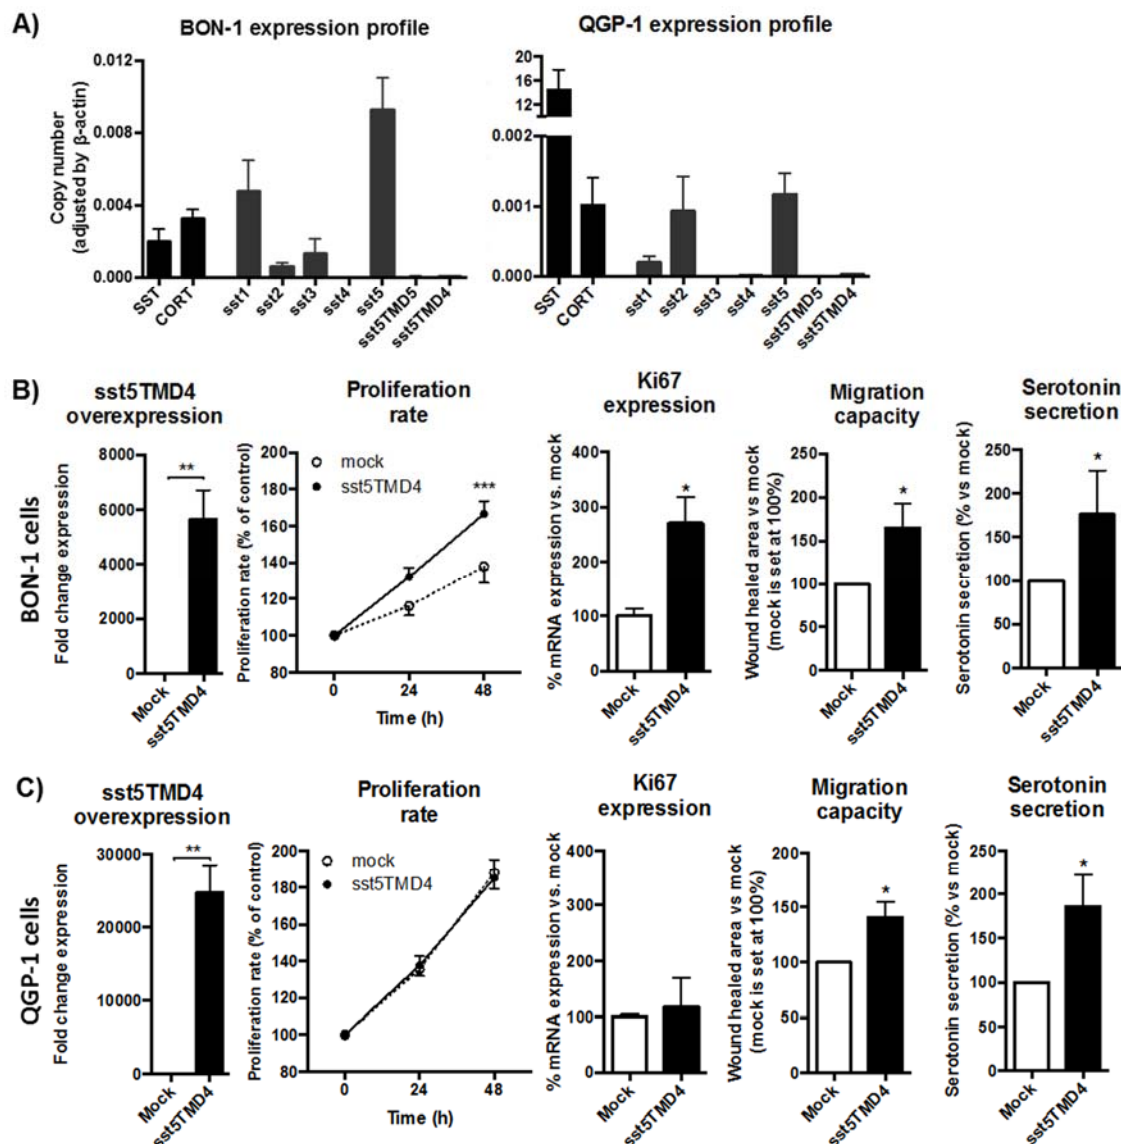 A)
BON-1 expression profile
Copy number
(adjusted by β-actin)
0.012
0.008
0.004
0.000
SST
CORT
sst1
sst2
sst3
sst4
sst5
sst5TMD5
sst5TMD4
QGP-1 expression profile
20
16
12
0.002
0.001
0.000
SST
CORT
sst1
sst2
sst3
sst4
sst5
sst5TMD5
sst5TMD4
B)
BON-1 cells
sst5TMD4
overexpression
Fold change expression
8000
6000
4000
2000
0
**
Mock
sst5TMD4
Proliferation
rate
Proliferation rate (% of control)
200
180
160
140
120
100
80
mock
sst5TMD4
***
0
24
48
Time (h)
Ki67
expression
% mRNA expression vs. mock
400
300
200
100
0
*
Mock
sst5TMD4
Migration
capacity
Wound healed area vs mock
(mock is set at 100%)
200
150
100
50
0
*
Mock
sst5TMD4
Serotonin
secretion
Serotonin secretion (% vs mock)
250
200
150
100
50
0
*
Mock
sst5TMD4
C)
QGP-1 cells
sst5TMD4
overexpression
Fold change expression
30000
20000
10000
0
**
Mock
sst5TMD4
Proliferation
rate
Proliferation rate (% of control)
200
180
160
140
120
100
80
mock
sst5TMD4
0
24
48
Time (h)
Ki67
expression
% mRNA expression vs. mock
400
300
200
100
0
Mock
sst5TMD4
Migration
capacity
Wound healed area vs mock
(mock is set at 100%)
200
150
100
50
0
*
Mock
sst5TMD4
Serotonin
secretion
Serotonin secretion (% vs mock)
250
200
150
100
50
0
*
Mock
sst5TMD4